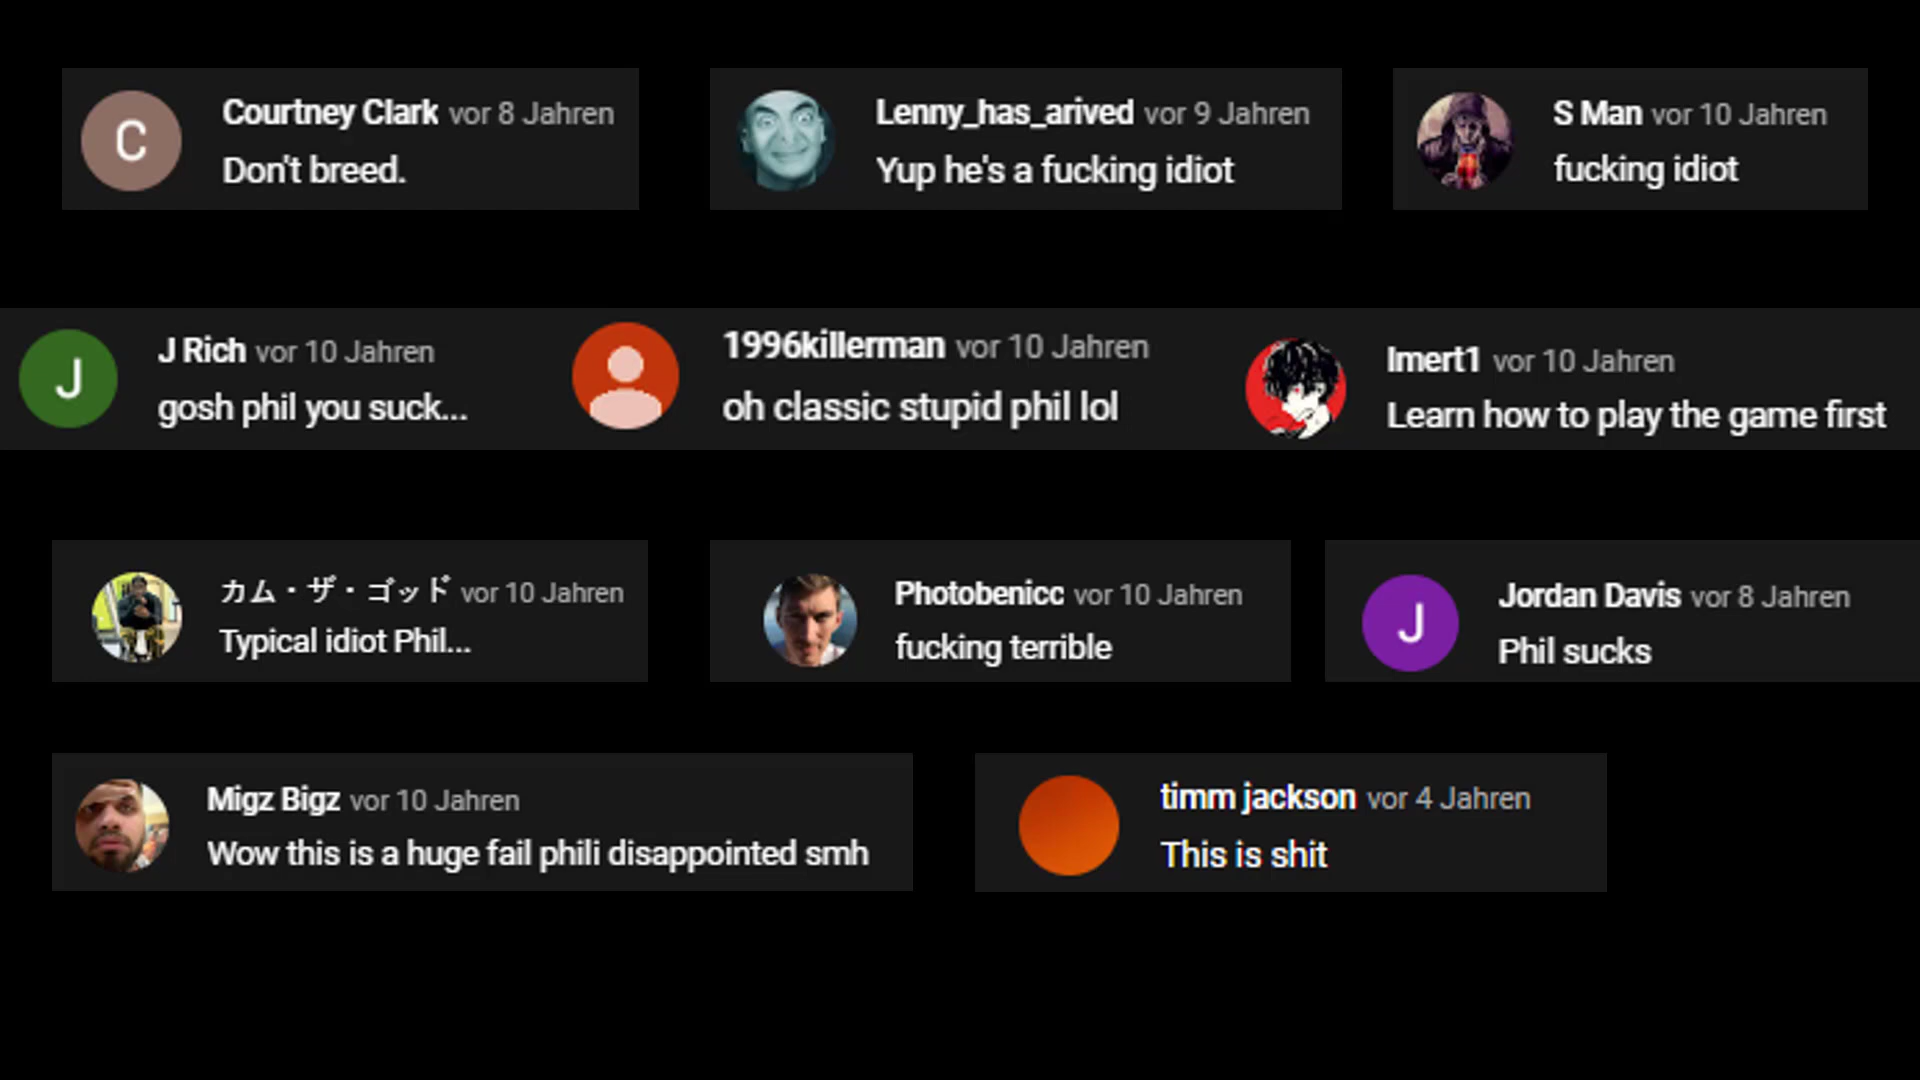 C
Courtney Clark vor 8 Jahren
Don't breed.
Lenny_has_arived vor 9 Jahren
Yup he's a fucking idiot
S Man vor 10 Jahren
fucking idiot
J
J Rich vor 10 Jahren
gosh phil you suck...
1996killerman vor 10 Jahren
oh classic stupid phil lol
Imert1 vor 10 Jahren
Learn how to play the game first
カム・ザ・ゴッド vor 10 Jahren
Typical idiot Phil...
Photobenicc vor 10 Jahren
fucking terrible
J
Jordan Davis vor 8 Jahren
Phil sucks
Migz Bigz vor 10 Jahren
Wow this is a huge fail phili disappointed smh
timm jackson vor 4 Jahren
This is shit